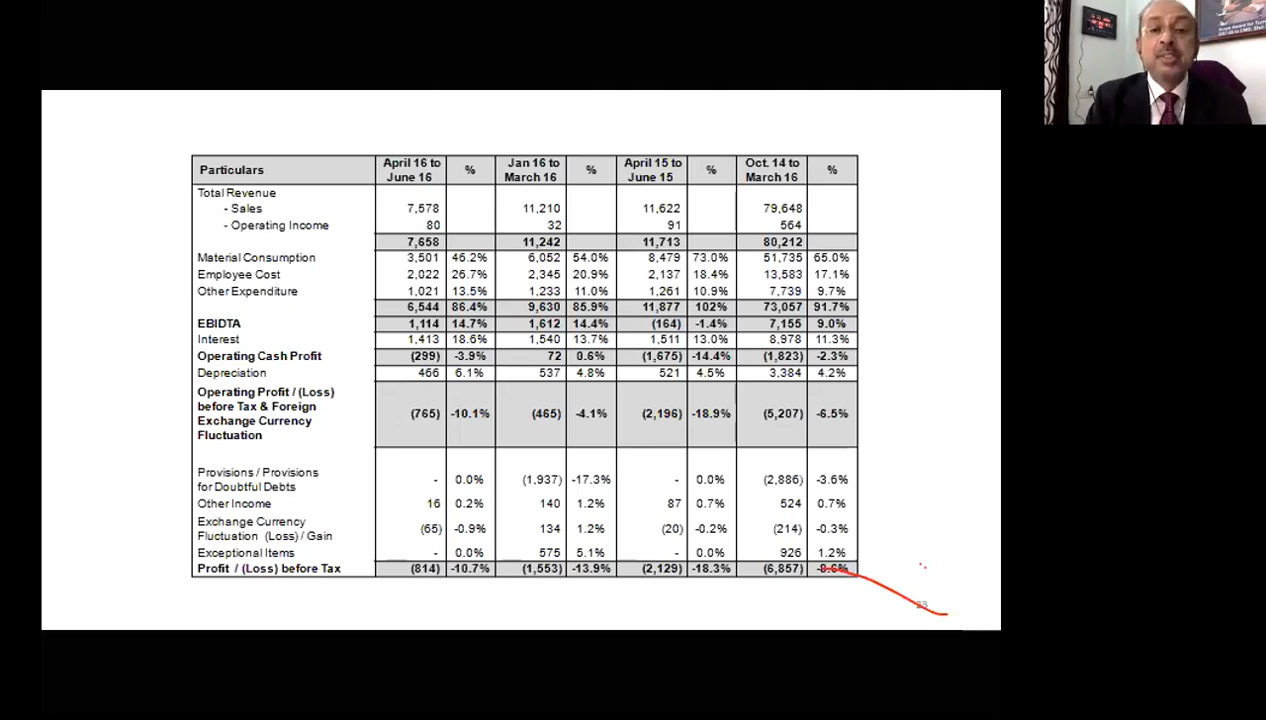 Particulars April 16 to June 16 % Jan 16 to March 16 % April 15 to June 15 % Oct. 14 to March 16 %
Total Revenue
- Sales 7,578 11,210 11,622 79,648
- Operating Income 80 32 91 564
7,658 11,242 11,713 80,212
Material Consumption 3,501 46.2% 6,052 54.0% 8,479 73.0% 51,735 65.0%
Employee Cost 2,022 26.7% 2,345 20.9% 2,137 18.4% 13,583 17.1%
Other Expenditure 1,021 13.5% 1,233 11.0% 1,261 10.9% 7,739 9.7%
6,544 86.4% 9,630 85.9% 11,877 102% 73,057 91.7%
EBIDTA 1,114 14.7% 1,612 14.4% (164) -1.4% 7,155 9.0%
Interest 1,413 18.6% 1,540 13.7% 1,511 13.0% 8,978 11.3%
Operating Cash Profit (299) -3.9% 72 0.6% (1,675) -14.4% (1,823) -2.3%
Depreciation 466 6.1% 537 4.8% 521 4.5% 3,384 4.2%
Operating Profit / (Loss)
before Tax & Foreign
Exchange Currency (765) -10.1% (465) -4.1% (2,196) -18.9% (5,207) -6.5%
Fluctuation
Provisions / Provisions
for Doubtful Debts - 0.0% (1,937) -17.3% - 0.0% (2,886) -3.6%
Other Income 16 0.2% 140 1.2% 87 0.7% 524 0.7%
Exchange Currency
Fluctuation (Loss) / Gain (65) -0.9% 134 1.2% (20) -0.2% (214) -0.3%
Exceptional Items - 0.0% 575 5.1% - 0.0% 926 1.2%
Profit / (Loss) before Tax (814) -10.7% (1,553) -13.9% (2,129) -18.3% (6,857) -8.6%
23